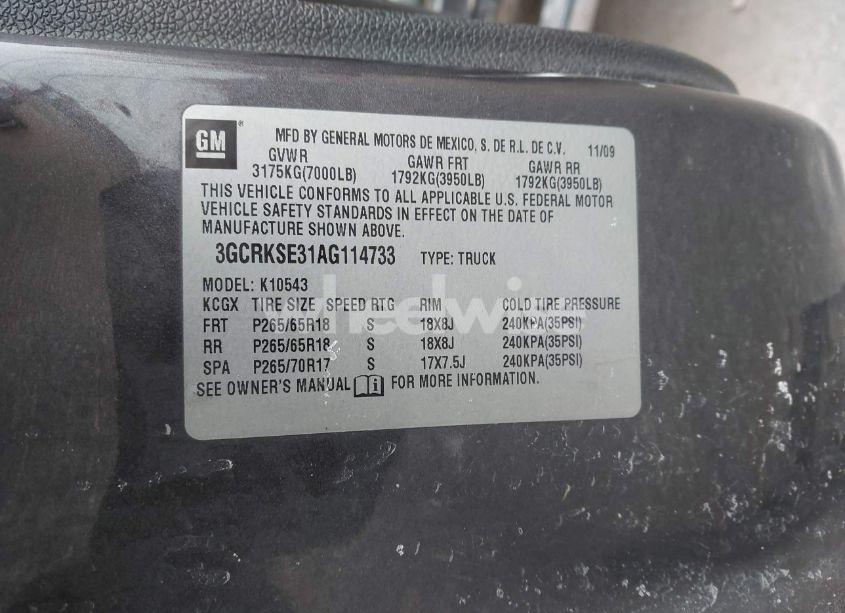 GM ® MFD BY GENERAL MOTORS DE MEXICO, S. DE R.L. DE C.V. 11/09
GVWR GAWR FRT GAWR RR
3175KG(7000LB) 1792KG(3950LB) 1792KG(3950LB)
THIS VEHICLE CONFORMS TO ALL APPLICABLE U.S. FEDERAL MOTOR
VEHICLE SAFETY STANDARDS IN EFFECT ON THE DATE OF
MANUFACTURE SHOWN ABOVE.
3GCRKSE31AG114733 TYPE: TRUCK
MODEL: K10543
KCGX TIRE SIZE SPEED RTG RIM COLD TIRE PRESSURE
FRT P265/65R18 S 18X8J 240KPA(35PSI)
RR P265/65R18 S 18X8J 240KPA(35PSI)
SPA P265/70R17 S 17X7.5J 240KPA(35PSI)
SEE OWNER'S MANUAL FOR MORE INFORMATION.
wheelwise